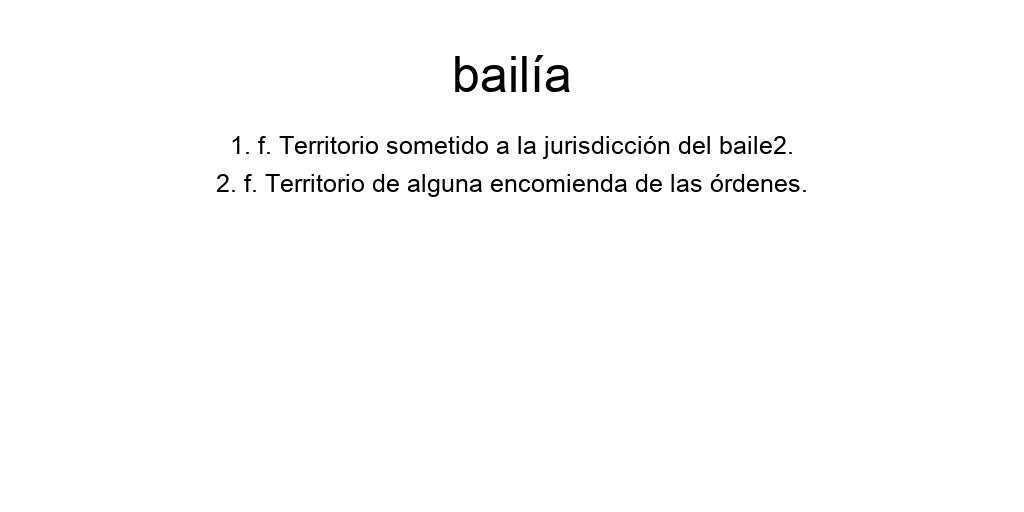 bailía
1. f. Territorio sometido a la jurisdicción del baile2.
2. f. Territorio de alguna encomienda de las órdenes.